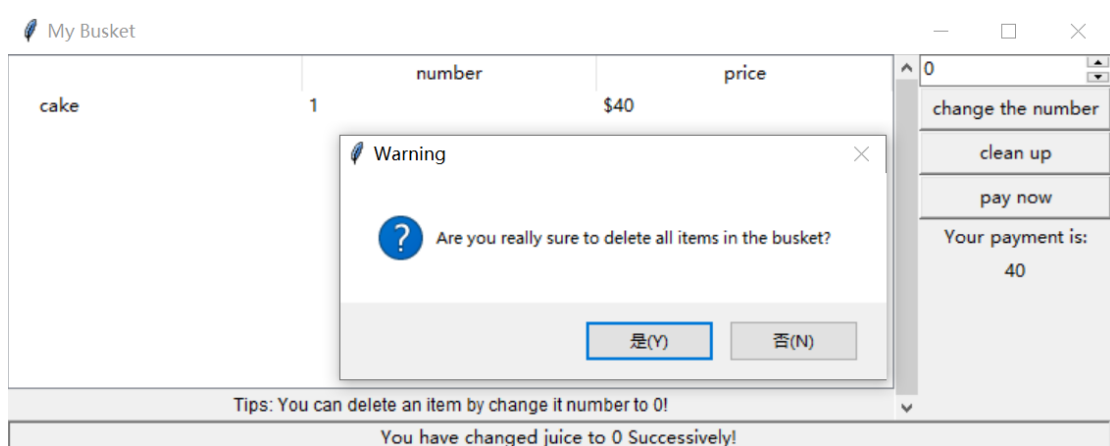 My Busket
number price
0
cake 1 $40
change the number
Warning
clean up
pay now
Are you really sure to delete all items in the busket?
Your payment is:
40
是(Y) 否(N)
Tips: You can delete an item by change it number to 0!
You have changed juice to 0 Successively!